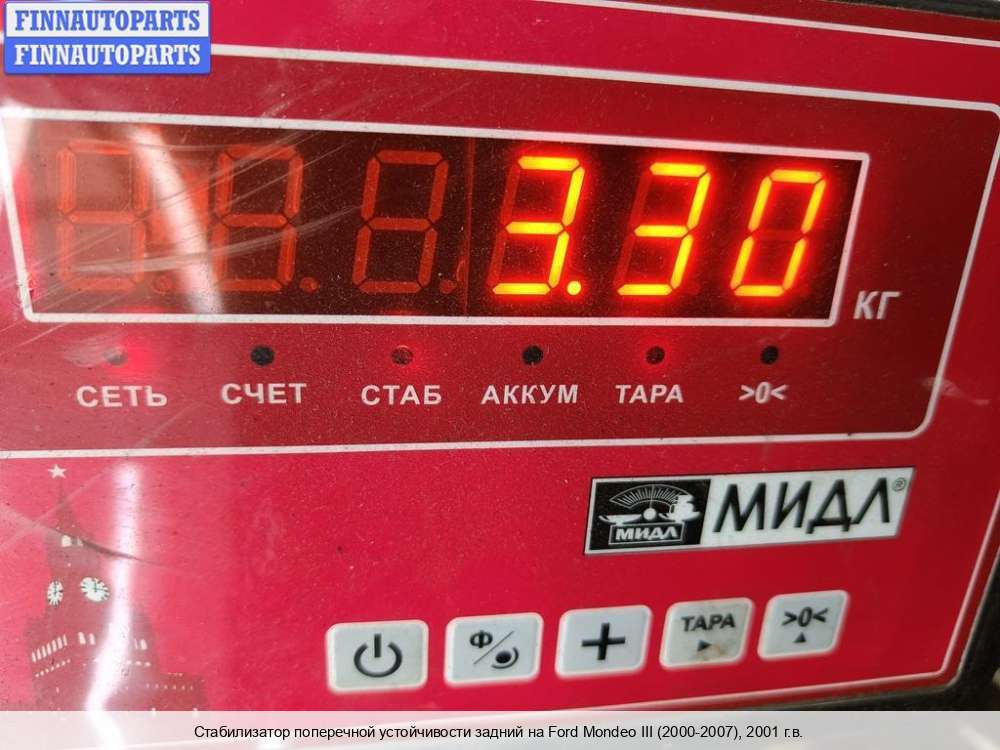 FINNAUTOPARTS
FINNAUTOPARTS
3.30
КГ
СЕТЬ СЧЕТ СТАБ АККУМ ТАРА >0<
МИДЛ
МИДЛ®
Ф ТАРА >0<
Стабилизатор поперечной устойчивости задний на Ford Mondeo III (2000-2007), 2001 г.в.